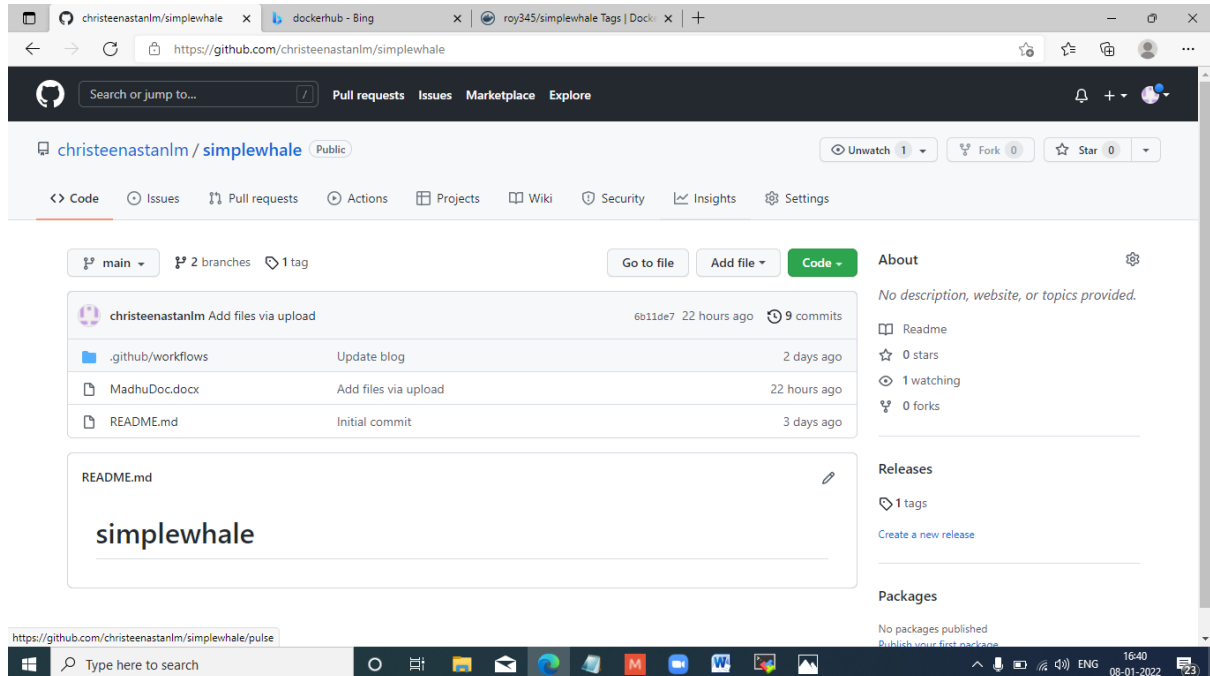 christeenastanlm/simplewhale
dockerhub - Bing
roy345/simplewhale Tags | Docke
https://github.com/christeenastanlm/simplewhale
Search or jump to... /
Pull requests Issues Marketplace Explore
christeenastanlm / simplewhale Public
Unwatch 1 Fork 0 Star 0
<> Code Issues Pull requests Actions Projects Wiki Security Insights Settings
main 2 branches 1 tag Go to file Add file Code
christeenastanlm Add files via upload 6b11de7 22 hours ago 9 commits
.github/workflows Update blog 2 days ago
MadhuDoc.docx Add files via upload 22 hours ago
README.md Initial commit 3 days ago
README.md
simplewhale
About
No description, website, or topics provided.
Readme
0 stars
1 watching
0 forks
Releases
1 tags
Create a new release
Packages
No packages published
Publish your first package
https://github.com/christeenastanlm/simplewhale/pulse
Type here to search
M
W
ENG
16:40
08-01-2022
23